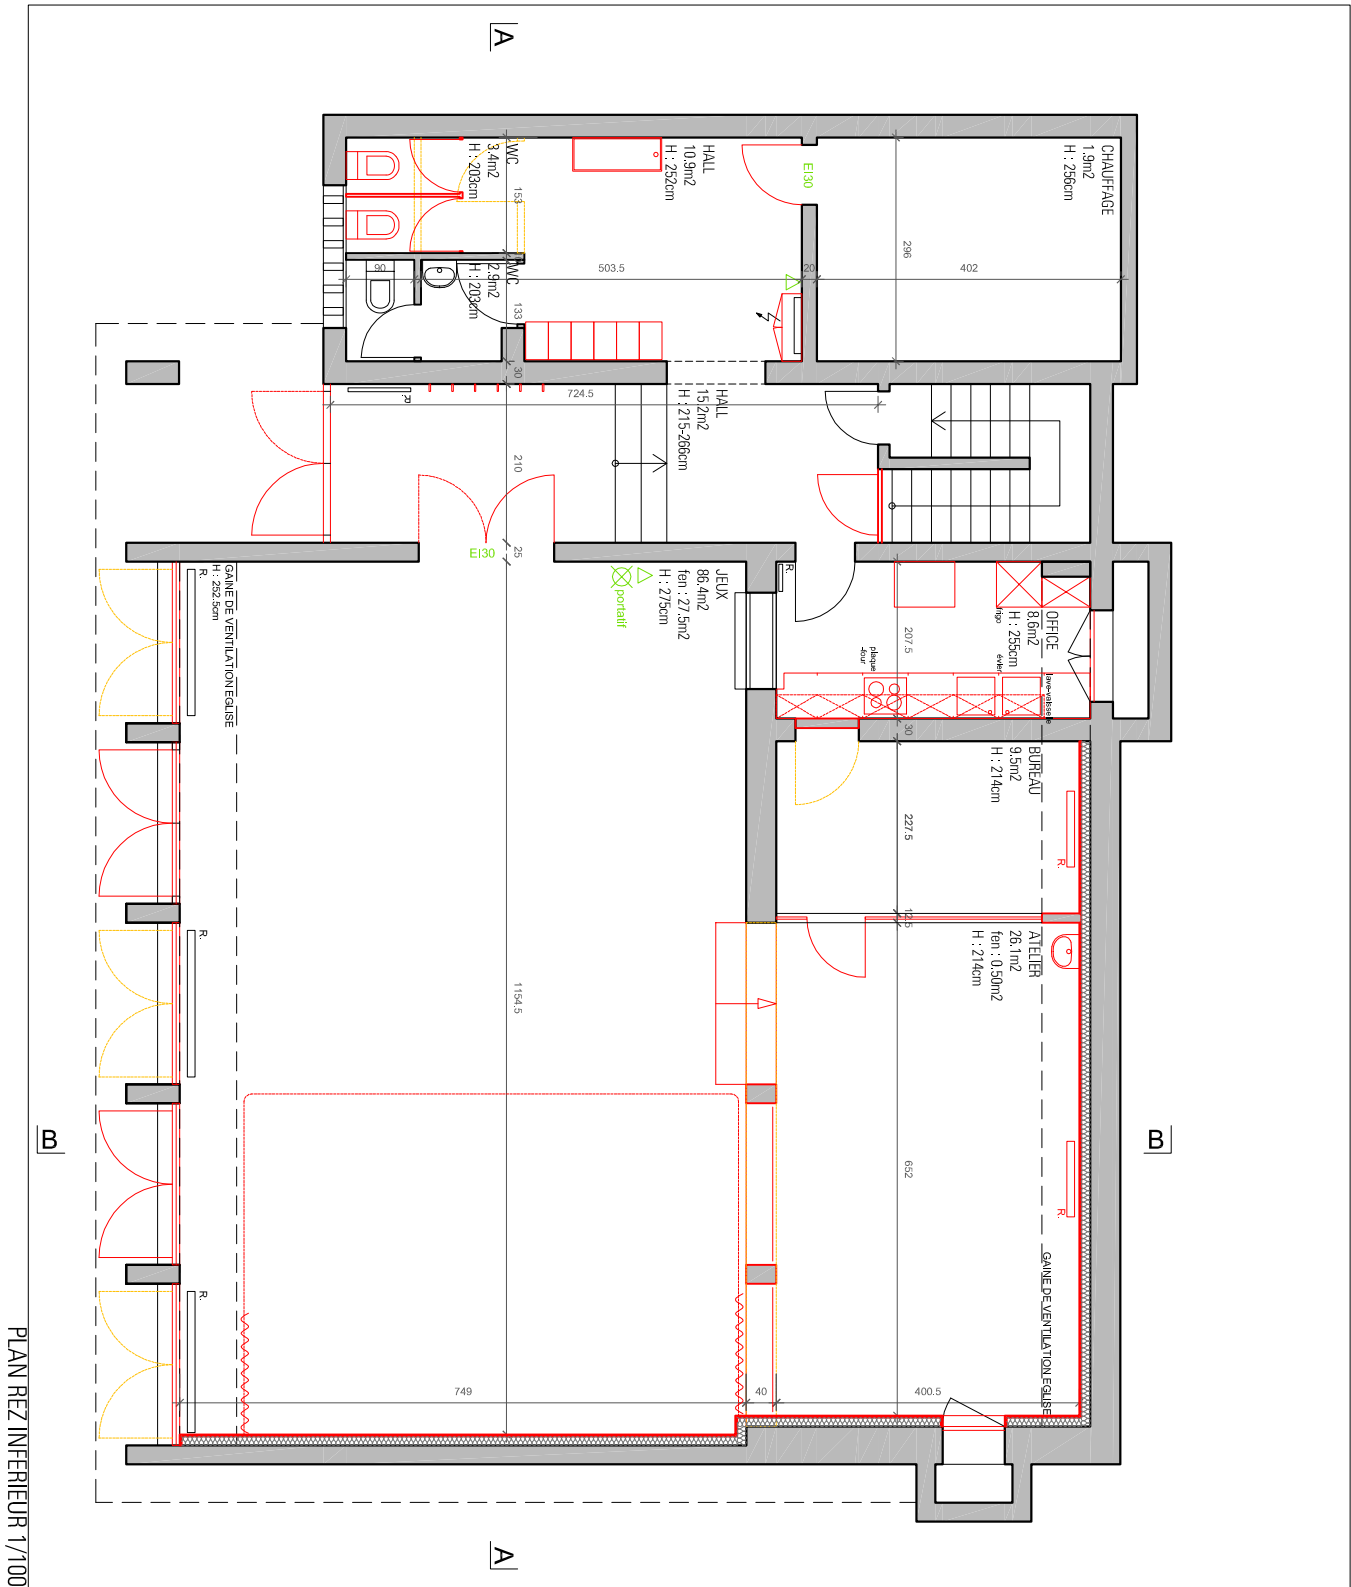 A
CHAUFFAGE
1.9m2
H : 256cm
HALL
10.9m2
H : 252cm
WC
3.4m2
H : 203cm
WC
2.9m2
H : 203cm
EI30
153
133
90
503.5
20
296
402
30
R.
724.5
HALL
15.2m2
H : 215-266cm
210
25
EI30
JEUX
86.4m2
fen : 27.5m2
H : 275cm
portatif
GAINE DE VENTILATION EGLISE
H : 252.5cm
R.
R.
R.
R.
OFFICE
8.6m2
H : 255cm
frigo
évier
lave-vaisselle
plaque
-four
207.5
30
BUREAU
9.5m2
H : 214cm
227.5
R.
12.5
ATELIER
26.1m2
fen : 0.50m2
H : 214cm
1154.5
652
R.
GAINE DE VENTILATION EGLISE
749
40
400.5
B
B
A
PLAN REZ INFERIEUR 1/100